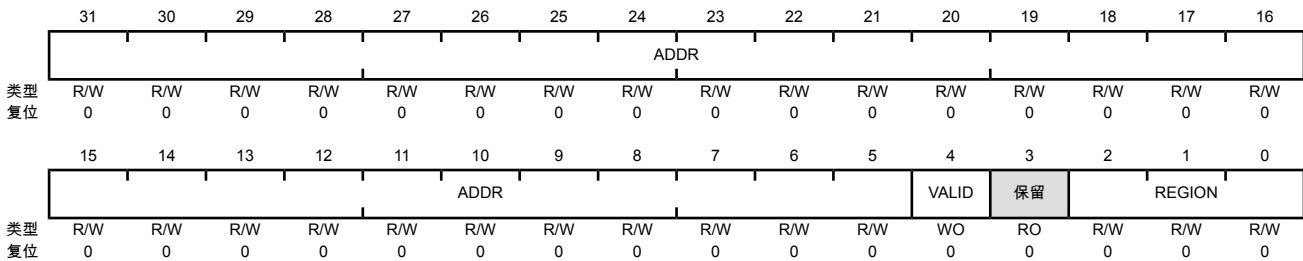 31 30 29 28 27 26 25 24 23 22 21 20 19 18 17 16
ADDR
类型 R/W R/W R/W R/W R/W R/W R/W R/W R/W R/W R/W R/W R/W R/W R/W R/W
复位 0 0 0 0 0 0 0 0 0 0 0 0 0 0 0 0
15 14 13 12 11 10 9 8 7 6 5 4 3 2 1 0
ADDR VALID 保留 REGION
类型 R/W R/W R/W R/W R/W R/W R/W R/W R/W R/W R/W WO RO R/W R/W R/W
复位 0 0 0 0 0 0 0 0 0 0 0 0 0 0 0 0